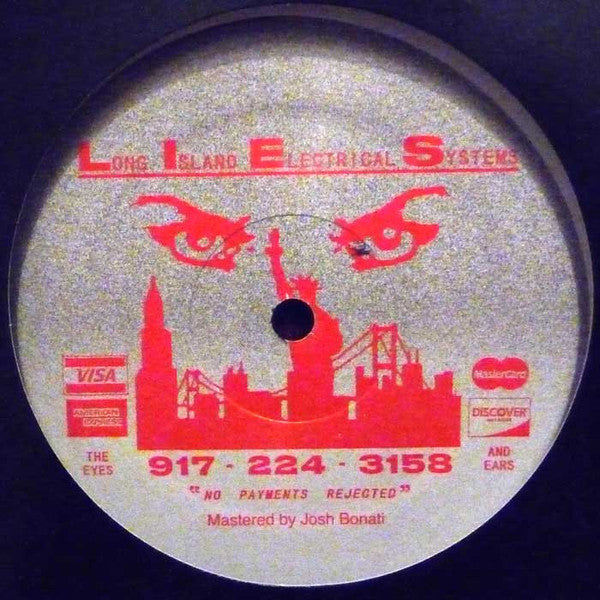 LONG ISLAND ELECTRICAL SYSTEMS
VISA
MasterCard
AMERICAN EXPRESS
DISCOVER
THE EYES
917 - 224 - 3158
AND EARS
"NO PAYMENTS REJECTED"
Mastered by Josh Bonati